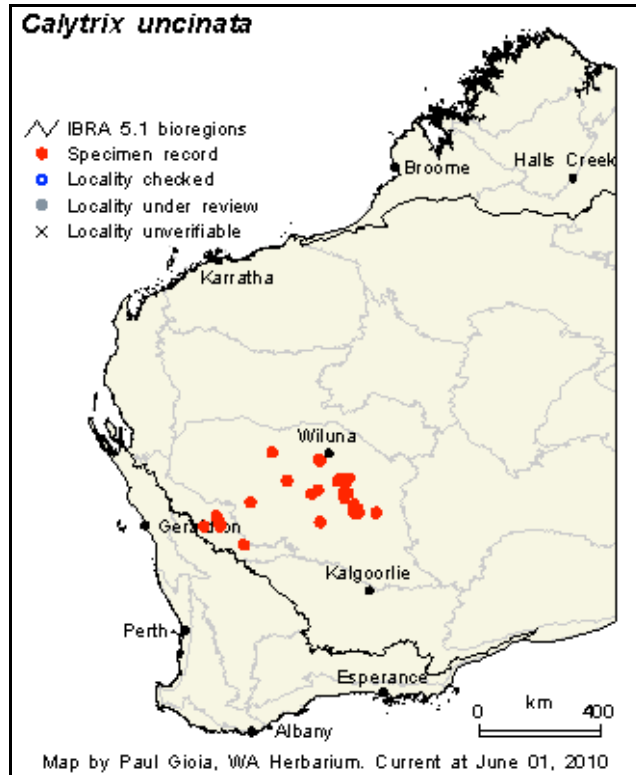 Calytrix uncinata
IBRA 5.1 bioregions
Specimen record
Locality checked
Locality under review
Locality unverifiable
Broome
Halls Creek
Karratha
Wiluna
Geraldton
Kalgoorlie
Perth
Esperance
Albany
km
0 400
Map by Paul Gioia, WA Herbarium. Current at June 01, 2010